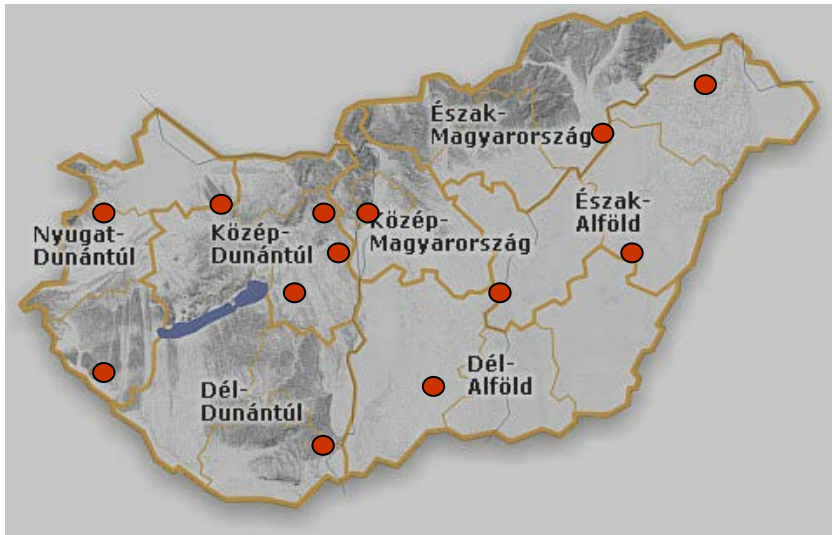 Észak-
Magyarország
Észak-
Alföld
Nyugat-
Dunántúl
Közép-
Dunántúl
Közép-
Magyarország
Dél-
Alföld
Dél-
Dunántúl